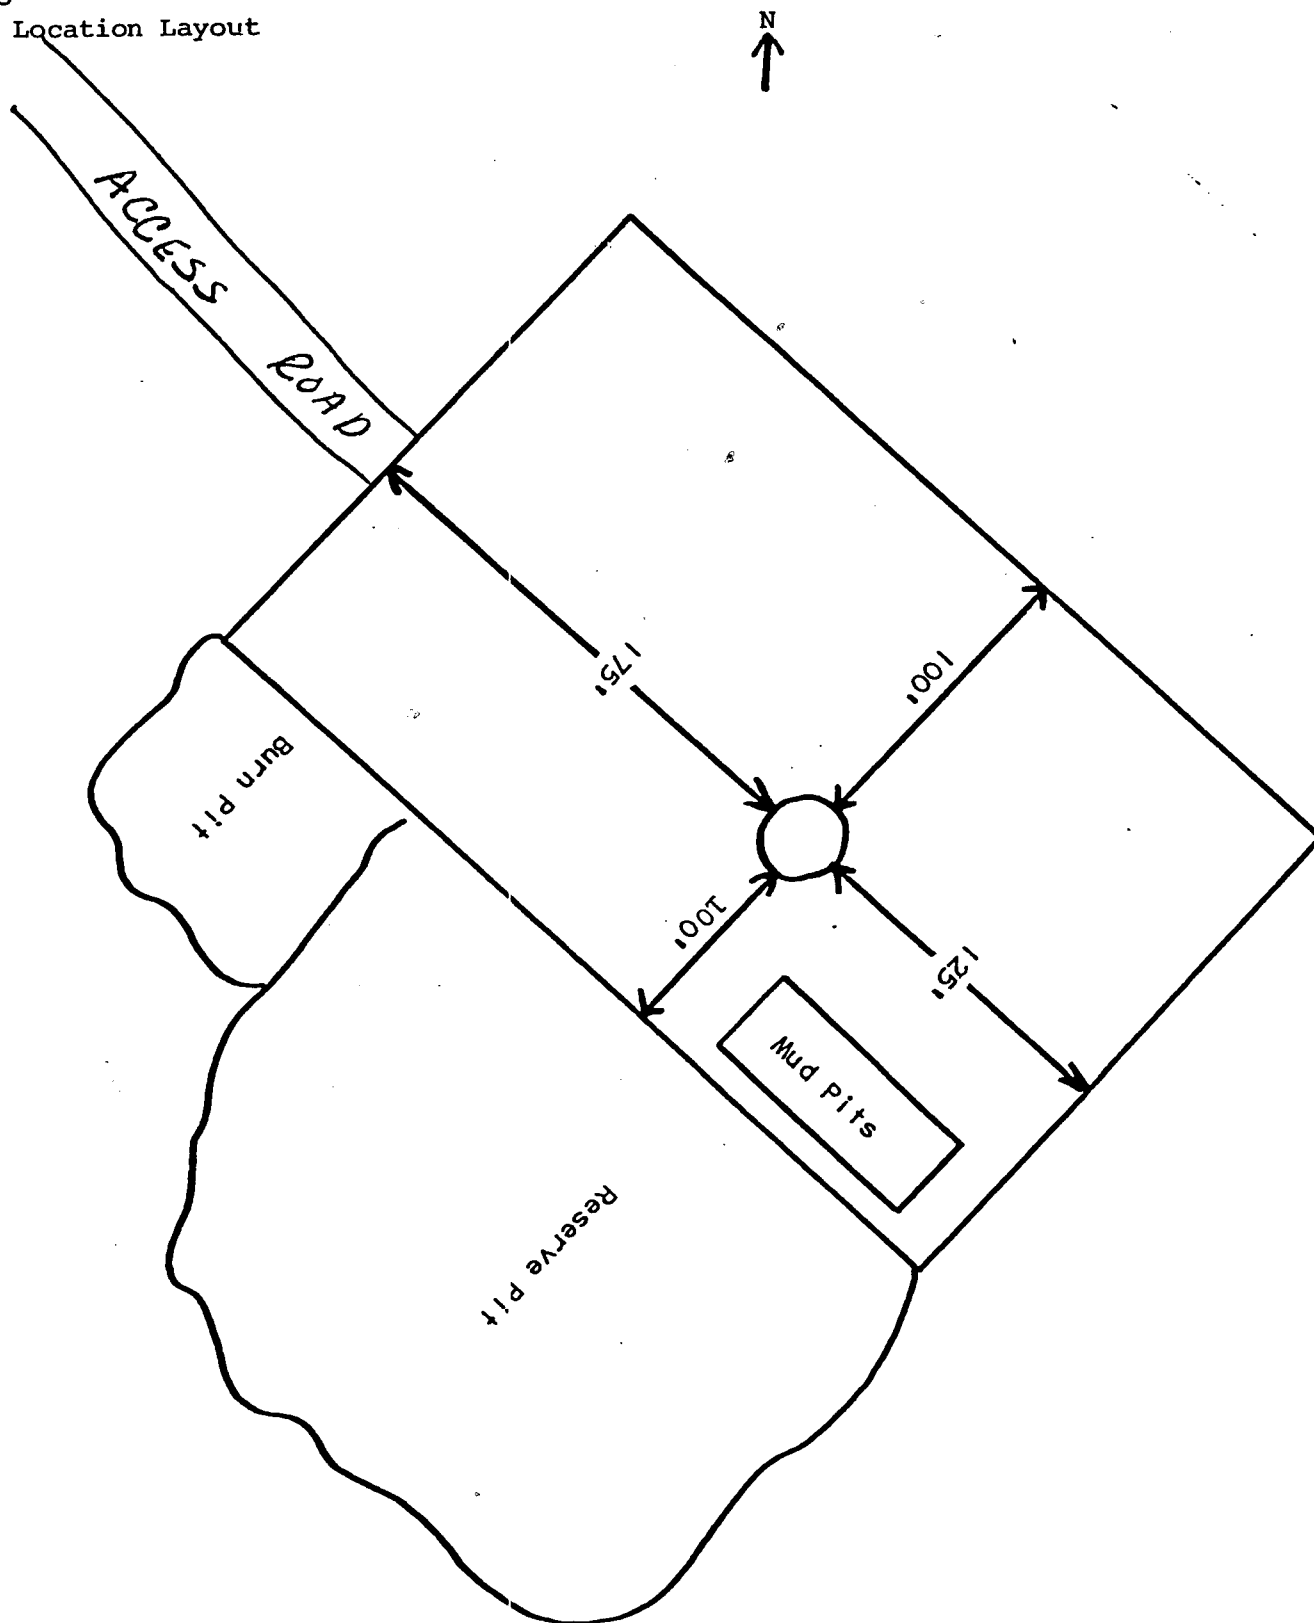 Location Layout
N
ACCESS ROAD
175'
100'
Burn Pit
100'
125'
Mud Pits
Reserve Pit